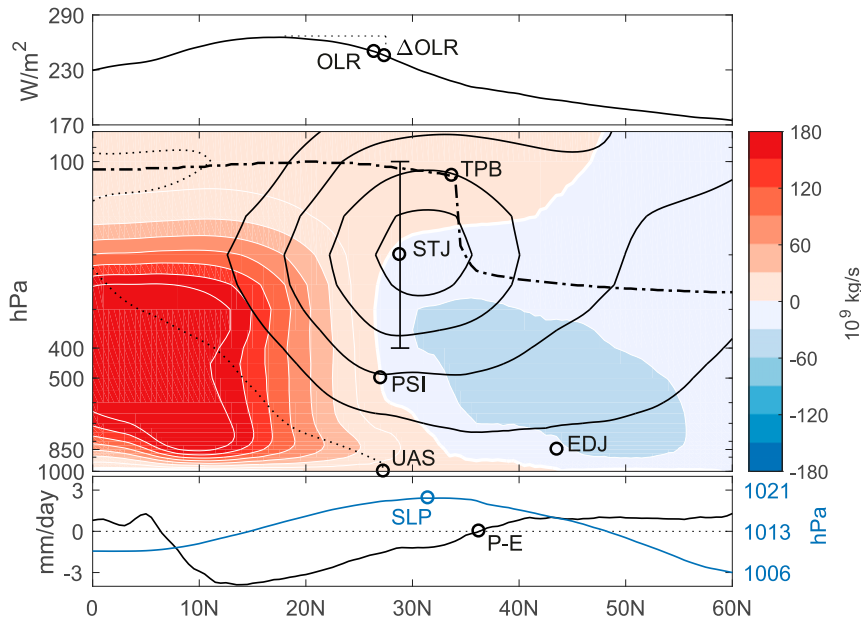 290
230
170
W/m²
OLR
ΔOLR
100
400
500
850
1000
hPa
TPB
STJ
PSI
EDJ
UAS
180
120
60
0
-60
-120
-180
10⁹ kg/s
3
0
-3
mm/day
SLP
P-E
1021
1013
1006
hPa
0 10N 20N 30N 40N 50N 60N